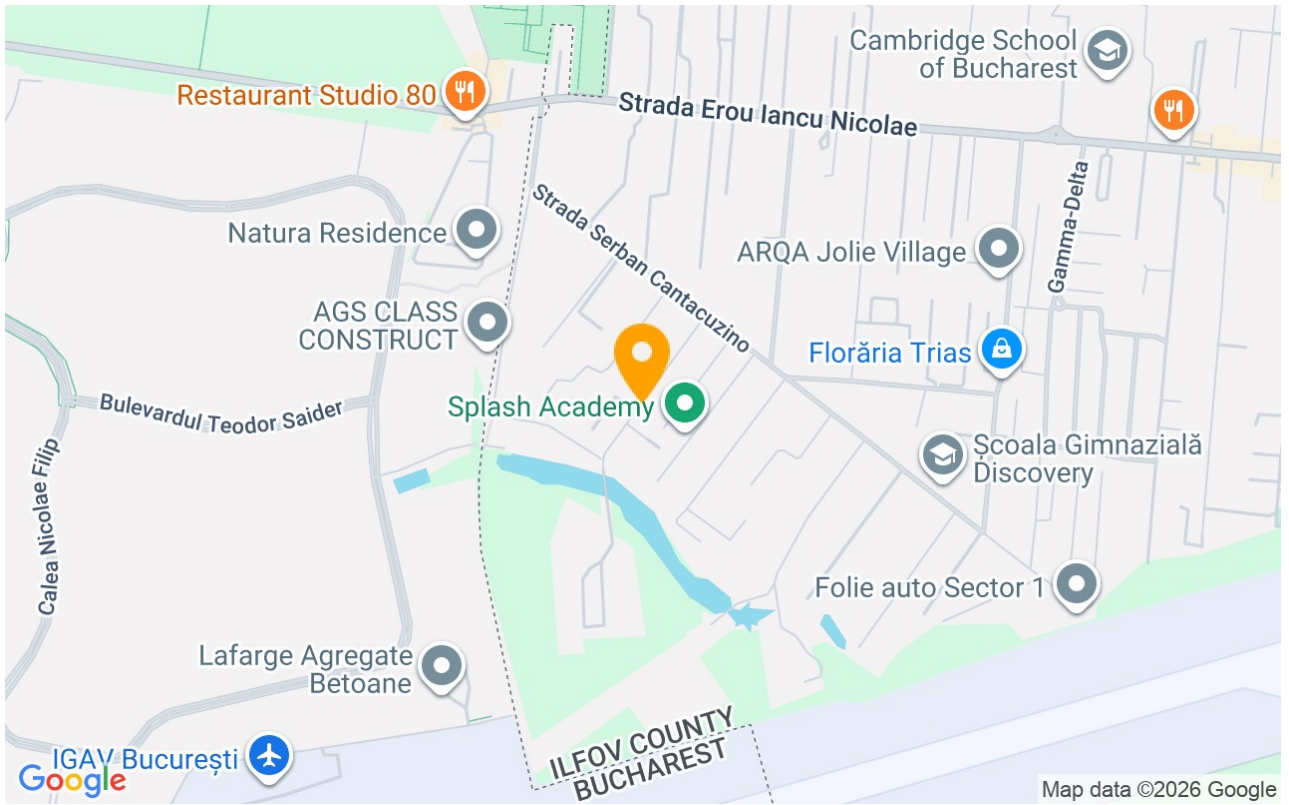 Cambridge School
of Bucharest
Restaurant Studio 80
Strada Erou Iancu Nicolae
Strada Serban Cantacuzino
Gamma-Delta
Natura Residence
ARQA Jolie Village
AGS CLASS
CONSTRUCT
Florăria Trias
Bulevardul Teodor Saider
Splash Academy
Calea Nicolae Filip
Școala Gimnazială
Discovery
Folie auto Sector 1
Lafarge Agregate
Betoane
ILFOV COUNTY
BUCHAREST
IGAV București
Google
Map data ©2026 Google